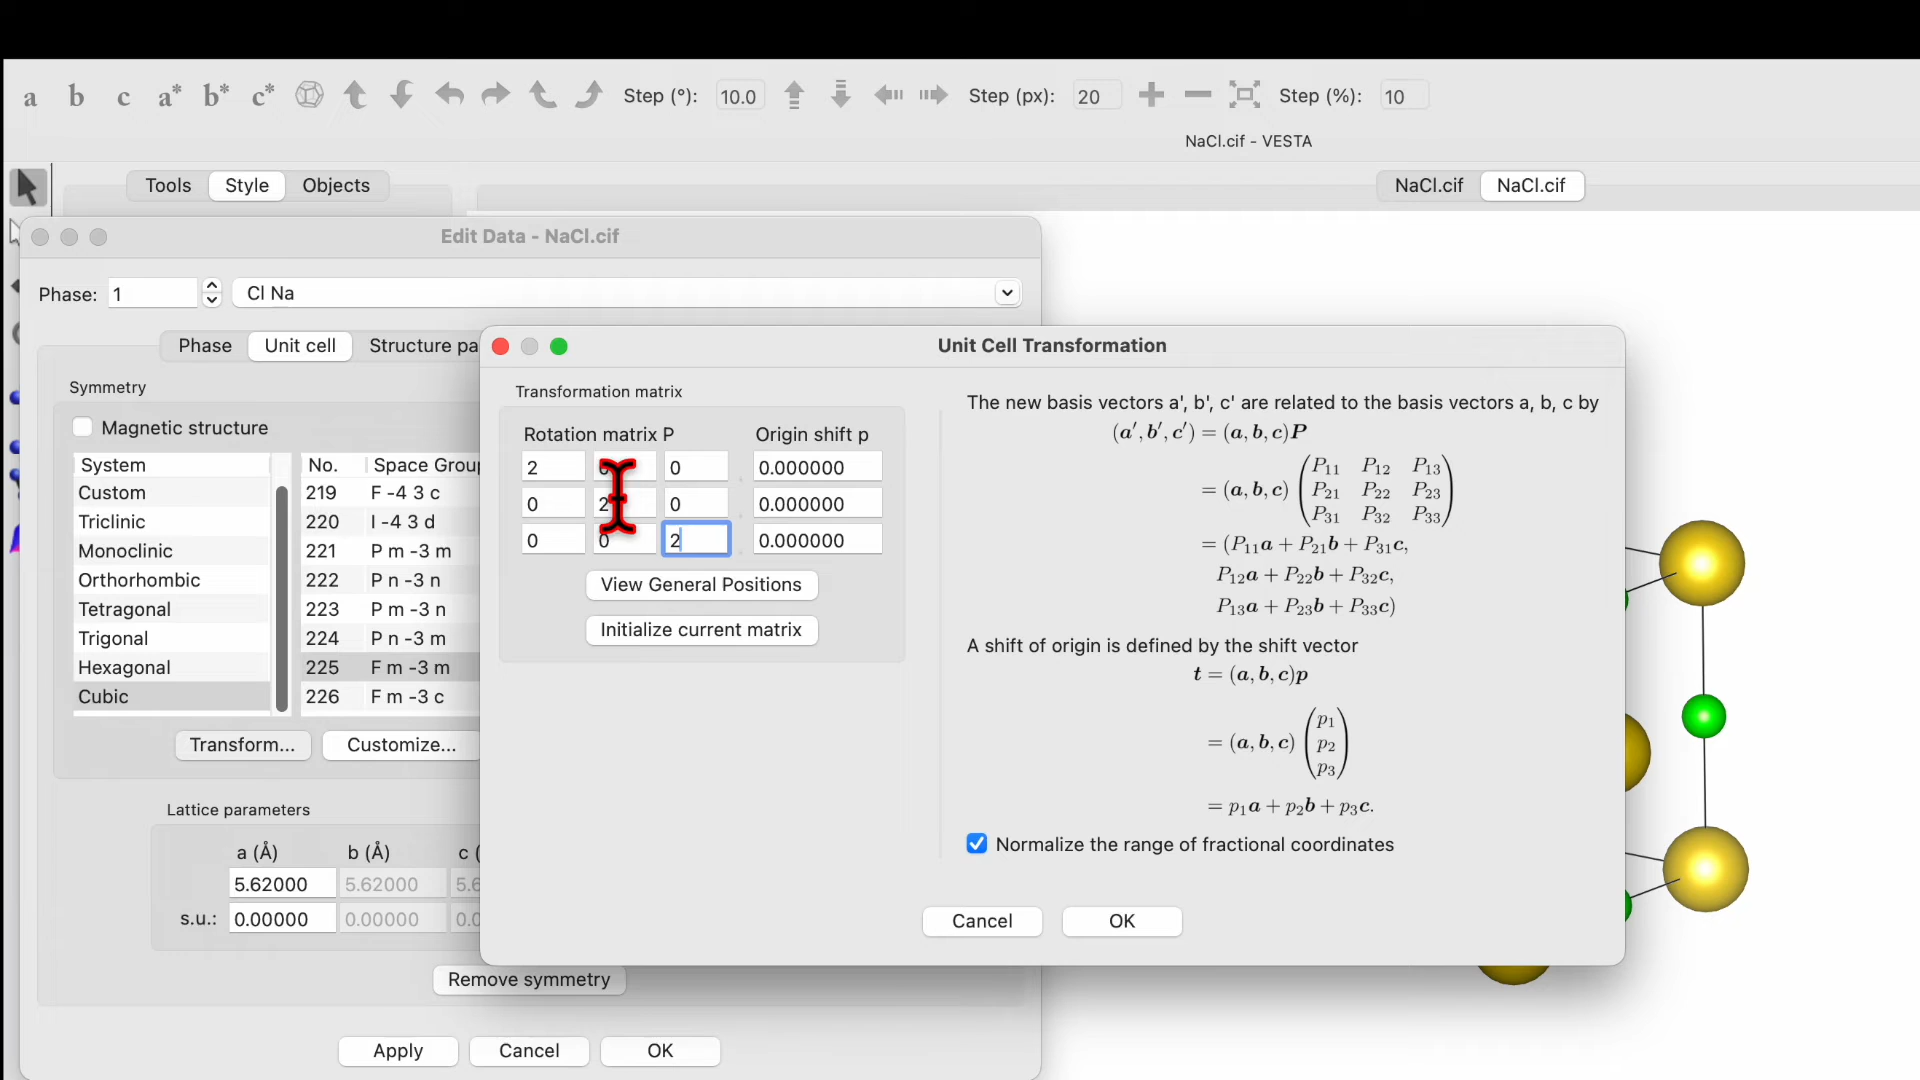 a b c a* b* c* Step (°): 10.0 Step (px): 20 Step (%): 10
NaCl.cif - VESTA
Tools Style Objects NaCl.cif NaCl.cif
Edit Data - NaCl.cif
Phase: 1 Cl Na
Phase Unit cell Structure pa
Symmetry
Magnetic structure
System No. Space Group
Custom 219 F -4 3 c
Triclinic 220 I -4 3 d
Monoclinic 221 P m -3 m
Orthorhombic 222 P n -3 n
Tetragonal 223 P m -3 n
Trigonal 224 P n -3 m
Hexagonal 225 F m -3 m
Cubic 226 F m -3 c
Transform... Customize...
Lattice parameters
a (Å) b (Å) c (
5.62000 5.62000 5.6
s.u.: 0.00000 0.00000 0.0
Remove symmetry
Apply Cancel OK
Unit Cell Transformation
Transformation matrix
Rotation matrix P Origin shift p
2 0 0 0.000000
0 2 0 0.000000
0 0 2 0.000000
View General Positions
Initialize current matrix
The new basis vectors a', b', c' are related to the basis vectors a, b, c by
(a′, b′, c′) = (a, b, c)P
P₁₁ P₁₂ P₁₃
= (a, b, c) P₂₁ P₂₂ P₂₃
P₃₁ P₃₂ P₃₃
= (P₁₁a + P₂₁b + P₃₁c,
P₁₂a + P₂₂b + P₃₂c,
P₁₃a + P₂₃b + P₃₃c)
A shift of origin is defined by the shift vector
t = (a, b, c)p
p₁
= (a, b, c) p₂
p₃
= p₁a + p₂b + p₃c.
Normalize the range of fractional coordinates
Cancel OK